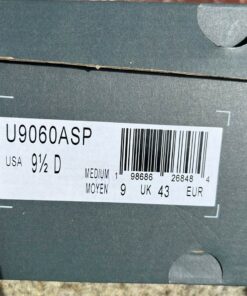 U9060ASP
USA 9½ D
MEDIUM
MOYEN
1 98686 26848 4
9 UK 43 EUR